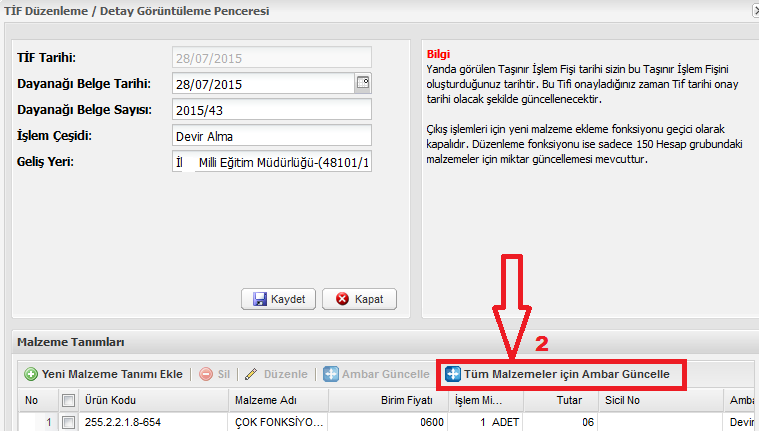 TİF Düzenleme / Detay Görüntüleme Penceresi
TİF Tarihi: 28/07/2015
Dayanağı Belge Tarihi: 28/07/2015
Dayanağı Belge Sayısı: 2015/43
İşlem Çeşidi: Devir Alma
Geliş Yeri: İl Milli Eğitim Müdürlüğü-(48101/1
Kaydet Kapat
Bilgi
Yanda görülen Taşınır İşlem Fişi tarihi sizin bu Taşınır İşlem Fişini
oluşturduğunuz tarihtir. Bu Tifi onayladığınız zaman Tif tarihi onay
tarihi olacak şekilde güncellenecektir.
Çıkış işlemleri için yeni malzeme ekleme fonksiyonu geçici olarak
kapalıdır. Düzenleme fonksiyonu ise sadece 150 Hesap grubundaki
malzemeler için miktar güncellemesi mevcuttur.
2
Malzeme Tanımları
Yeni Malzeme Tanımı Ekle Sil Düzenle Ambar Güncelle Tüm Malzemeler için Ambar Güncelle
No Ürün Kodu Malzeme Adı Birim Fiyatı İşlem Mi... Tutar Sicil No Amba
1 255.2.2.1.8-654 ÇOK FONKSİYO... 0600 1 ADET 06 Devir